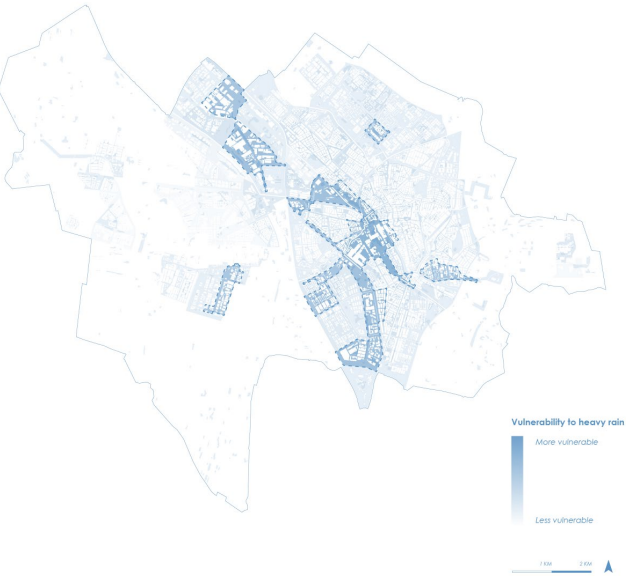 Vulnerability to heavy rain
More vulnerable
Less vulnerable
1 KM 2 KM